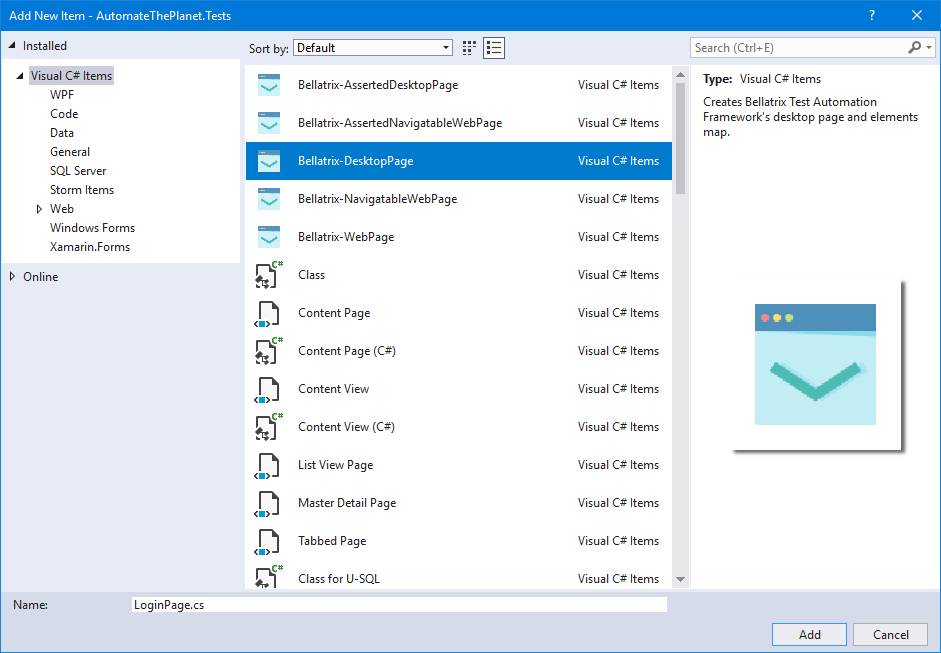 Add New Item - AutomateThePlanet.Tests
?
Installed
Sort by: Default
Search (Ctrl+E)
Visual C# Items
WPF
Code
Data
General
SQL Server
Storm Items
Web
Windows Forms
Xamarin.Forms
Online
Bellatrix-AssertedDesktopPage Visual C# Items
Bellatrix-AssertedNavigatableWebPage Visual C# Items
Bellatrix-DesktopPage Visual C# Items
Bellatrix-NavigatableWebPage Visual C# Items
Bellatrix-WebPage Visual C# Items
C# Class Visual C# Items
Content Page Visual C# Items
C# Content Page (C#) Visual C# Items
Content View Visual C# Items
C# Content View (C#) Visual C# Items
List View Page Visual C# Items
Master Detail Page Visual C# Items
Tabbed Page Visual C# Items
C# Class for U-SQL Visual C# Items
Type: Visual C# Items
Creates Bellatrix Test Automation
Framework's desktop page and elements
map.
Name: LoginPage.cs
Add Cancel